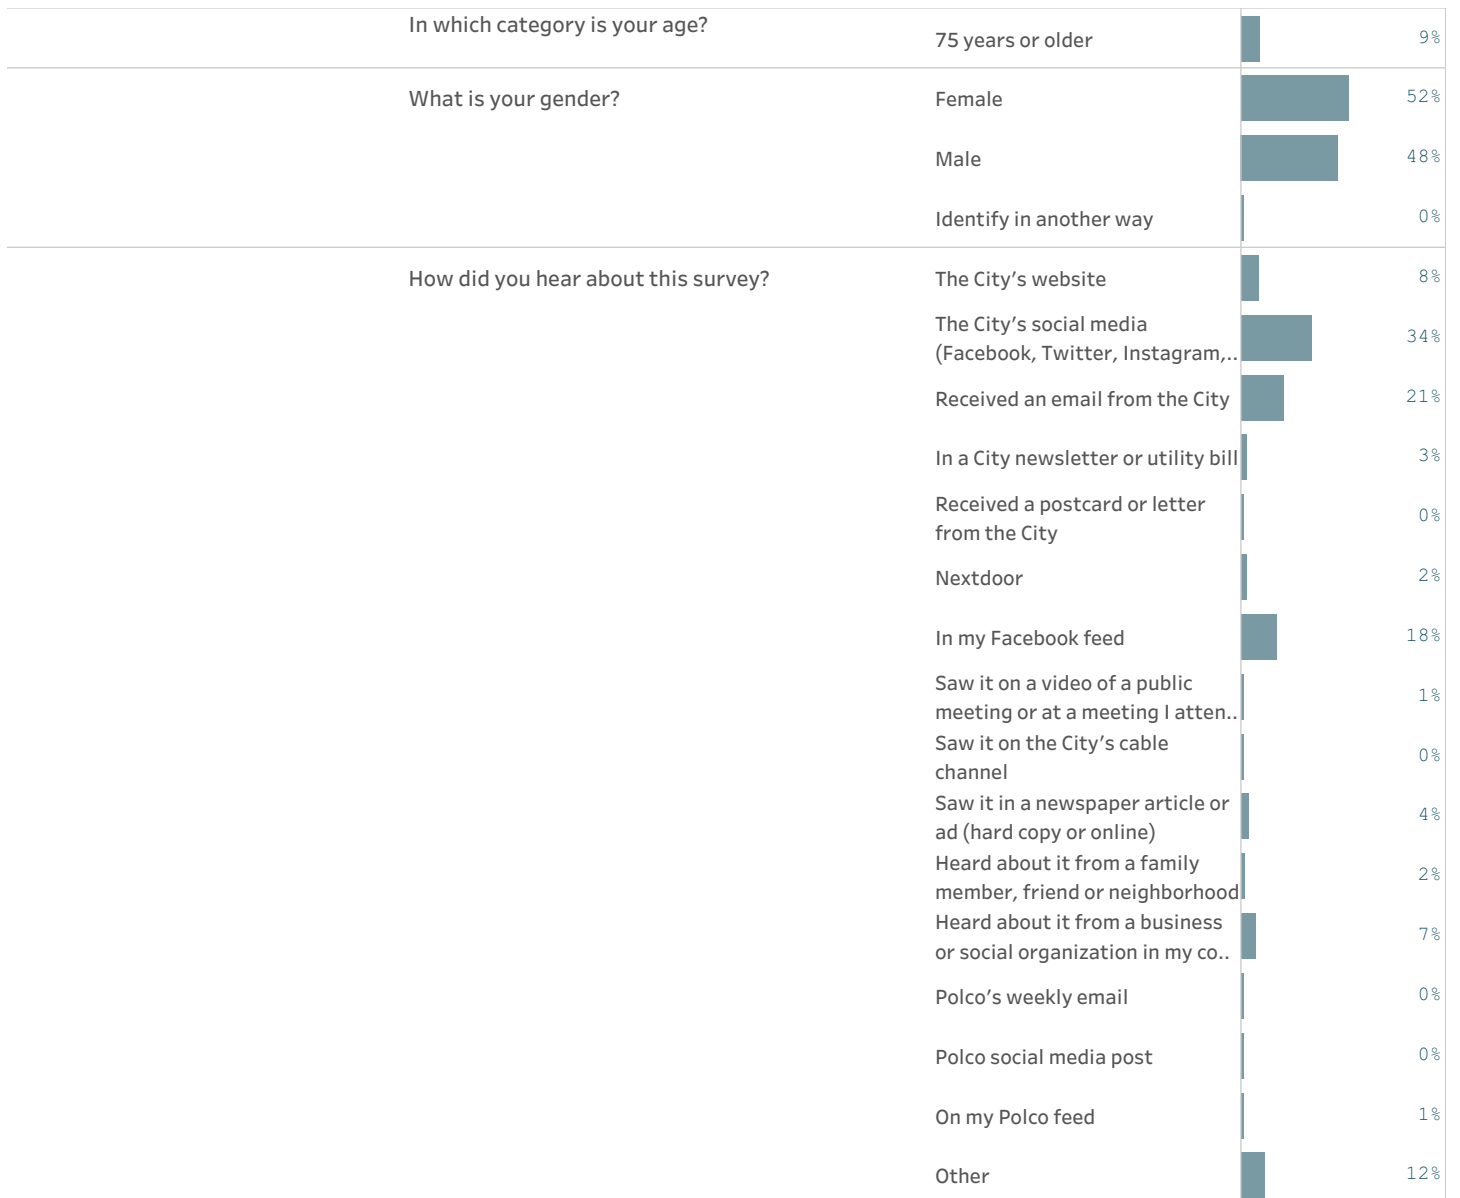 In which category is your age?
75 years or older
9%
What is your gender?
Female
52%
Male
48%
Identify in another way
0%
How did you hear about this survey?
The City’s website
8%
The City’s social media
(Facebook, Twitter, Instagram,..
34%
Received an email from the City
21%
In a City newsletter or utility bill
3%
Received a postcard or letter
from the City
0%
Nextdoor
2%
In my Facebook feed
18%
Saw it on a video of a public
meeting or at a meeting I atten..
1%
Saw it on the City’s cable
channel
0%
Saw it in a newspaper article or
ad (hard copy or online)
4%
Heard about it from a family
member, friend or neighborhood
2%
Heard about it from a business
or social organization in my co..
7%
Polco’s weekly email
0%
Polco social media post
0%
On my Polco feed
1%
Other
12%